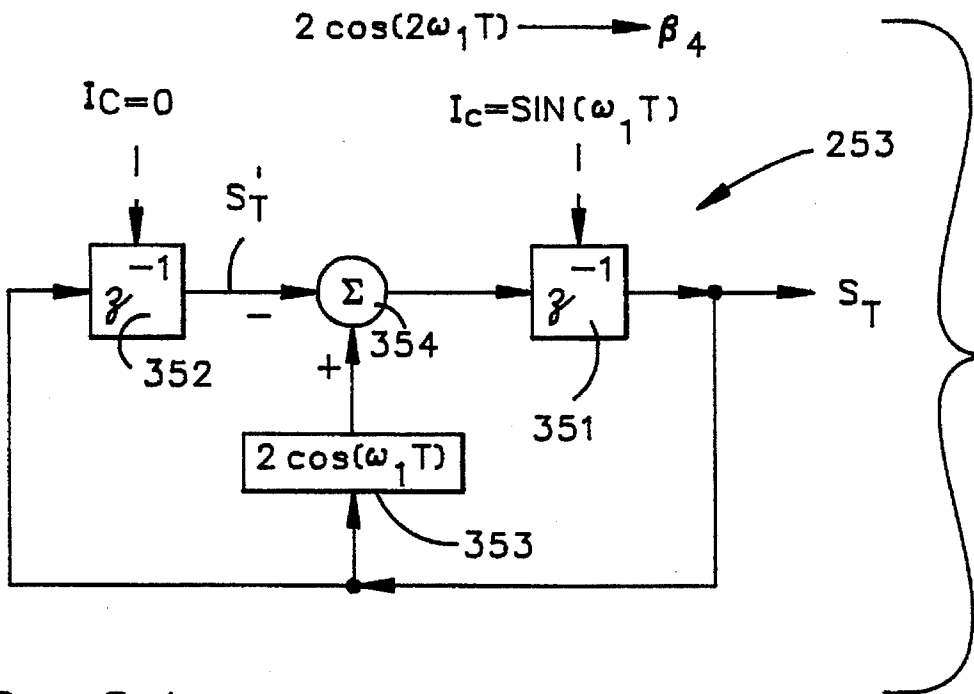 2 cos(2ω₁T) → β₄
IC=0
Ic=SIN(ω₁T)
253
S'T
z⁻¹
Σ
z⁻¹
ST
−
354
352
+
351
2 cos(ω₁T)
353